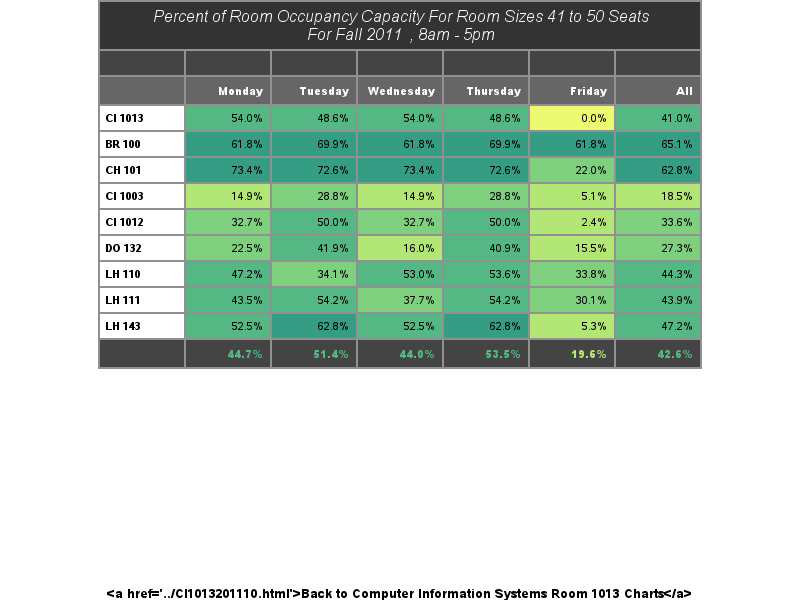 Percent of Room Occupancy Capacity For Room Sizes 41 to 50 Seats
For Fall 2011 , 8am - 5pm
Monday Tuesday Wednesday Thursday Friday All
CI 1013 54.0% 48.6% 54.0% 48.6% 0.0% 41.0%
BR 100 61.8% 69.9% 61.8% 69.9% 61.8% 65.1%
CH 101 73.4% 72.6% 73.4% 72.6% 22.0% 62.8%
CI 1003 14.9% 28.8% 14.9% 28.8% 5.1% 18.5%
CI 1012 32.7% 50.0% 32.7% 50.0% 2.4% 33.6%
DO 132 22.5% 41.9% 16.0% 40.9% 15.5% 27.3%
LH 110 47.2% 34.1% 53.0% 53.6% 33.8% 44.3%
LH 111 43.5% 54.2% 37.7% 54.2% 30.1% 43.9%
LH 143 52.5% 62.8% 52.5% 62.8% 5.3% 47.2%
44.7% 51.4% 44.0% 53.5% 19.6% 42.6%
<a href='../CI1013201110.html'>Back to Computer Information Systems Room 1013 Charts</a>